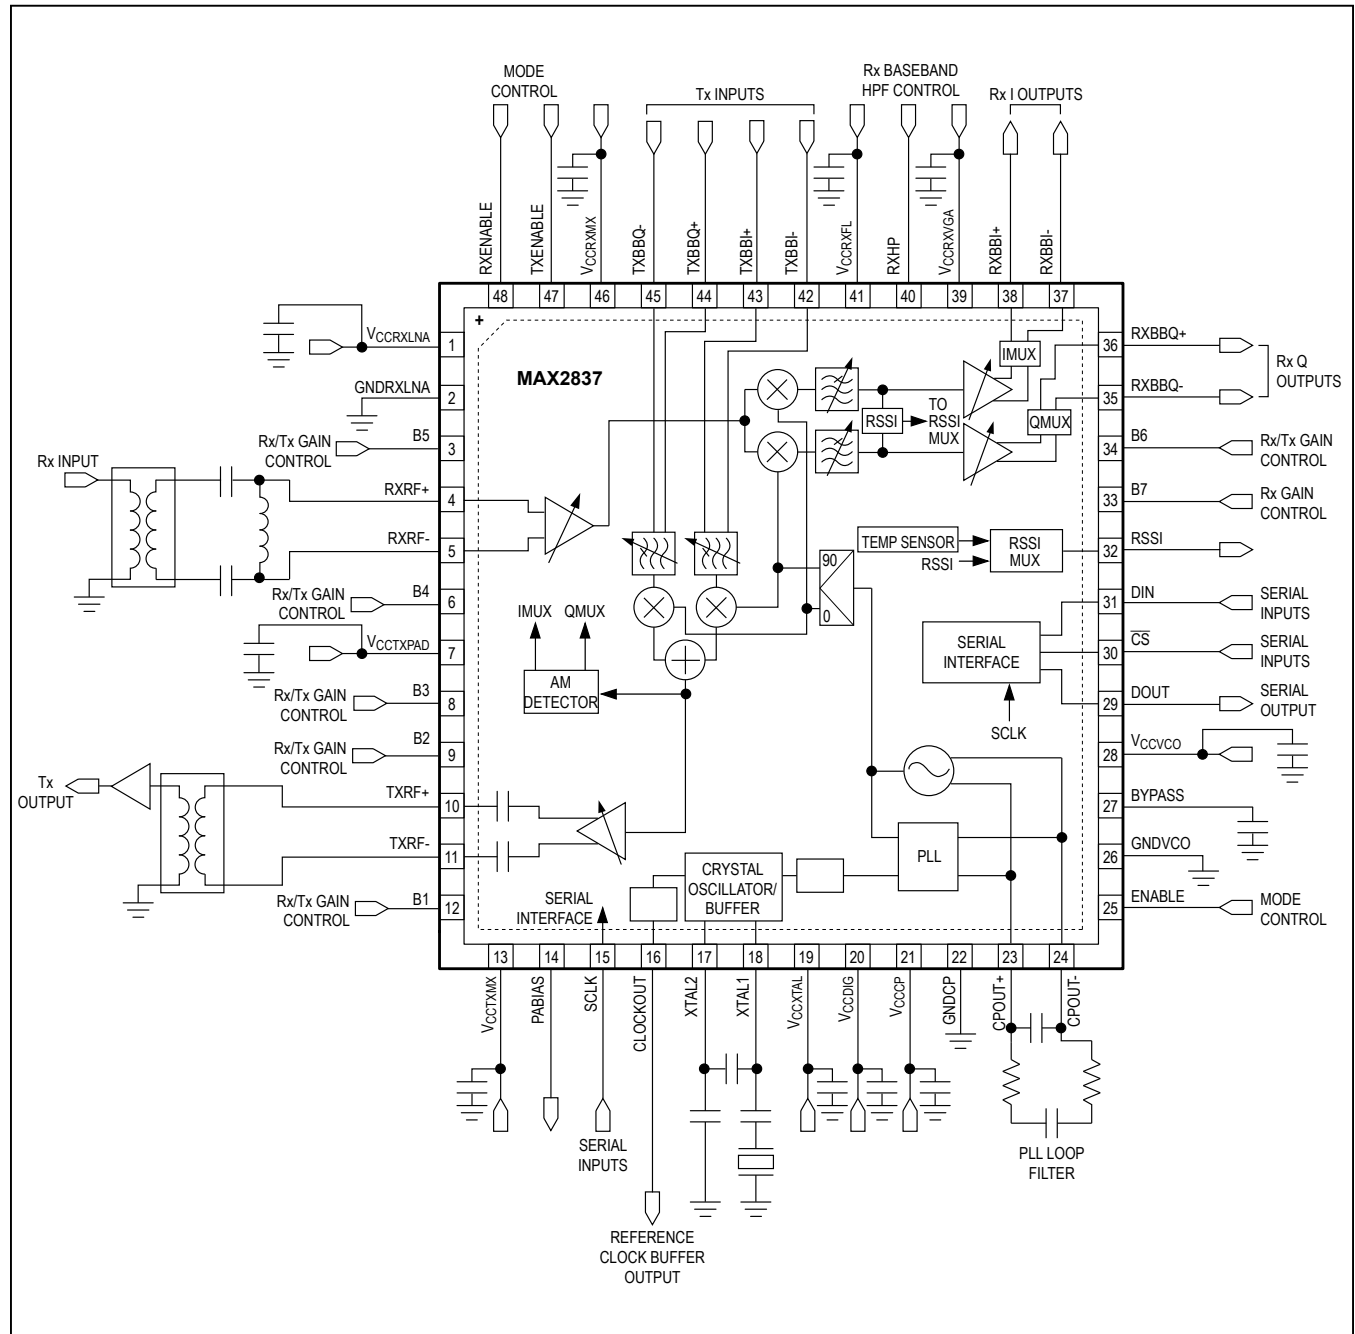 MODE
CONTROL
Tx INPUTS
Rx BASEBAND
HPF CONTROL
Rx I OUTPUTS
RXENABLE
TXENABLE
VCCRXMX
TXBBQ-
TXBBQ+
TXBBI+
TXBBI-
VCCRXFL
RXHP
VCCRXVGA
RXBBI+
RXBBI-
48
47
46
45
44
43
42
41
40
39
38
37
+
MAX2837
VCCRXLNA
1
GNDRXLNA
2
Rx/Tx GAIN
CONTROL
B5
3
Rx INPUT
RXRF+
4
RXRF-
5
Rx/Tx GAIN
CONTROL
B4
6
VCCTXPAD
7
Rx/Tx GAIN
CONTROL
B3
8
Rx/Tx GAIN
CONTROL
B2
9
Tx
OUTPUT
TXRF+
10
TXRF-
11
Rx/Tx GAIN
CONTROL
B1
12
IMUX
QMUX
RSSI
TO
RSSI
MUX
TEMP SENSOR
RSSI
RSSI
MUX
90
0
IMUX
QMUX
AM
DETECTOR
SERIAL
INTERFACE
SCLK
PLL
CRYSTAL
OSCILLATOR/
BUFFER
SERIAL
INTERFACE
36
RXBBQ+
35
RXBBQ-
Rx Q
OUTPUTS
34
B6
Rx/Tx GAIN
CONTROL
33
B7
Rx GAIN
CONTROL
32
RSSI
31
DIN
SERIAL
INPUTS
30
CS
SERIAL
INPUTS
29
DOUT
SERIAL
OUTPUT
28
VCCVCO
27
BYPASS
26
GNDVCO
25
ENABLE
MODE
CONTROL
13
14
15
16
17
18
19
20
21
22
23
24
VCCTXMX
PABIAS
SCLK
CLOCKOUT
XTAL2
XTAL1
VCCXTAL
VCCDIG
VCCCP
GNDCP
CPOUT+
CPOUT-
SERIAL
INPUTS
PLL LOOP
FILTER
REFERENCE
CLOCK BUFFER
OUTPUT